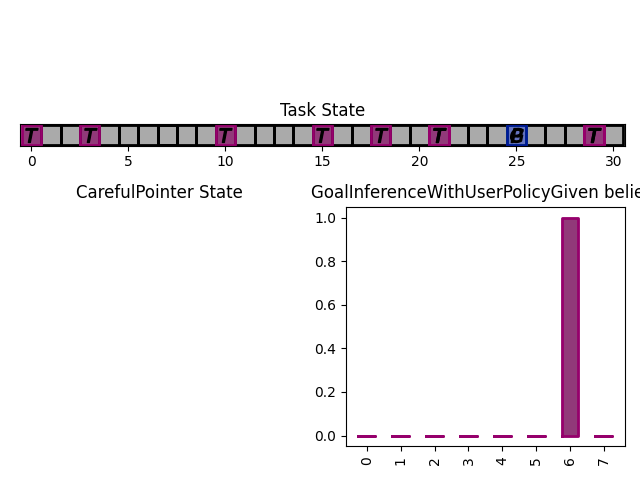 Task State
T T T T T T T
0 5 10 15 20 25 30
CarefulPointer State
GoalInferenceWithUserPolicyGiven belie
1.0
0.8
0.6
0.4
0.2
0.0
0 1 2 3 4 5 6 7